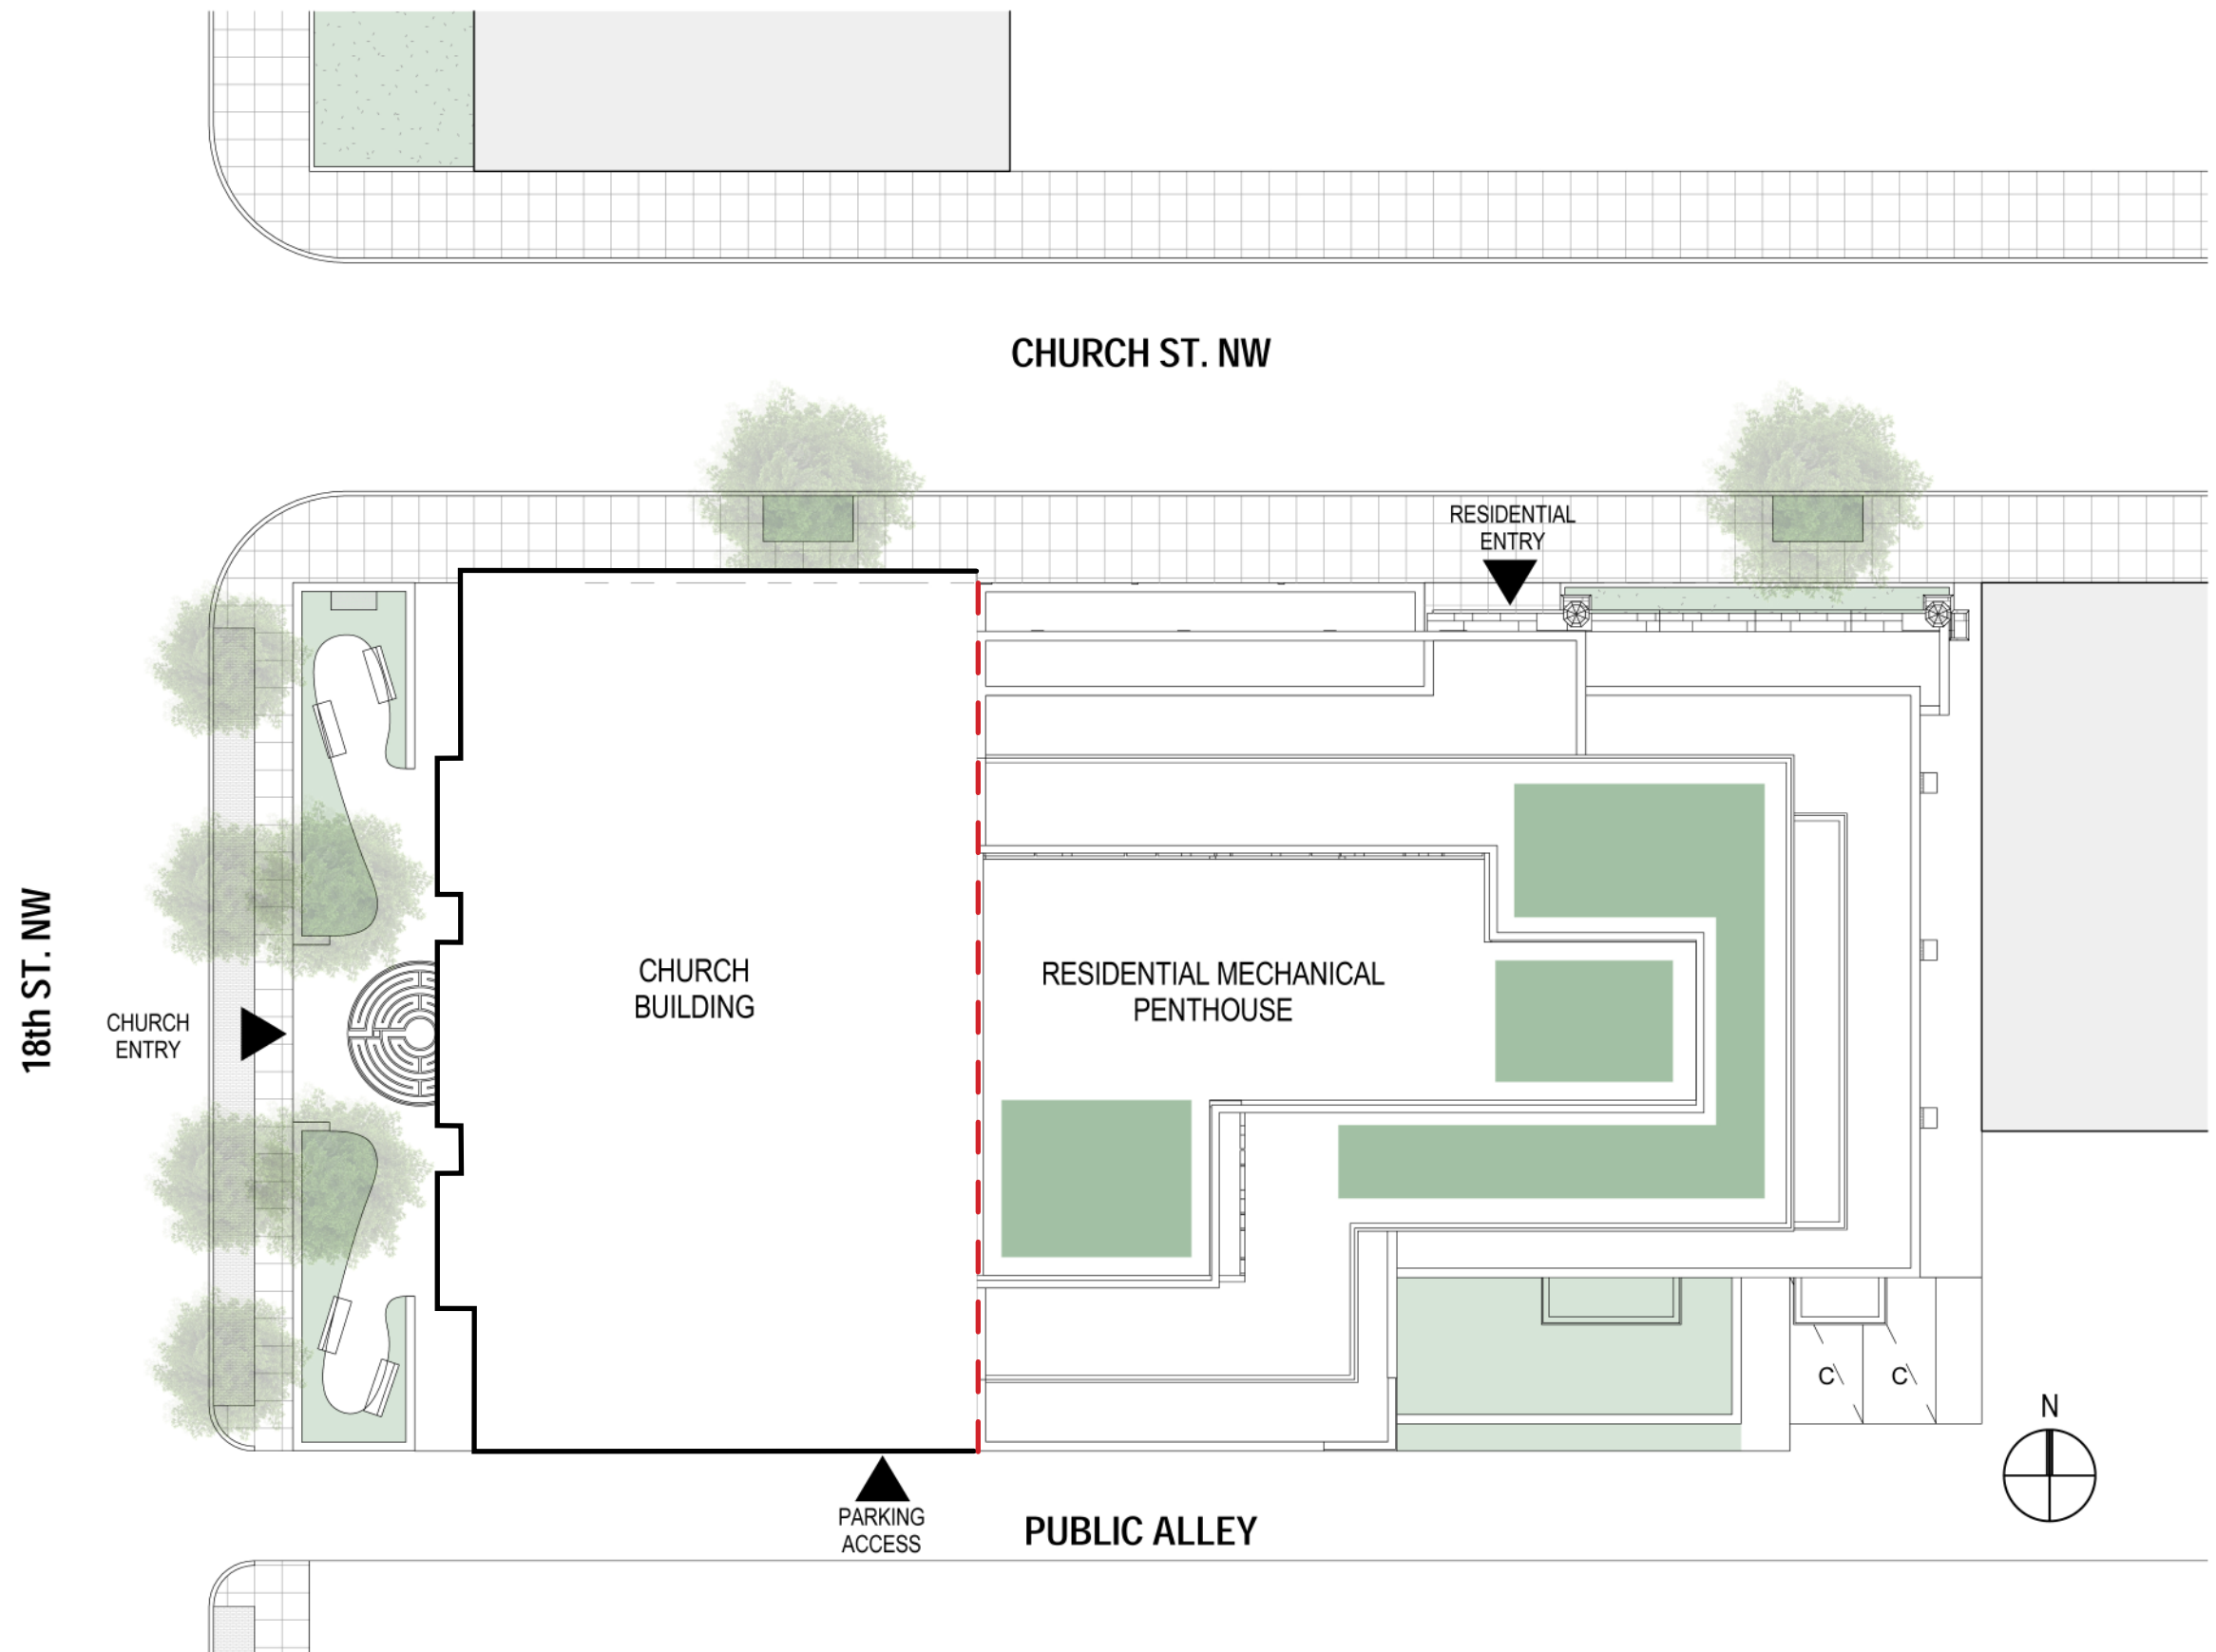 CHURCH ST. NW
RESIDENTIAL
ENTRY
18th ST. NW
CHURCH
ENTRY
CHURCH
BUILDING
RESIDENTIAL MECHANICAL
PENTHOUSE
C
C
N
PARKING
ACCESS
PUBLIC ALLEY